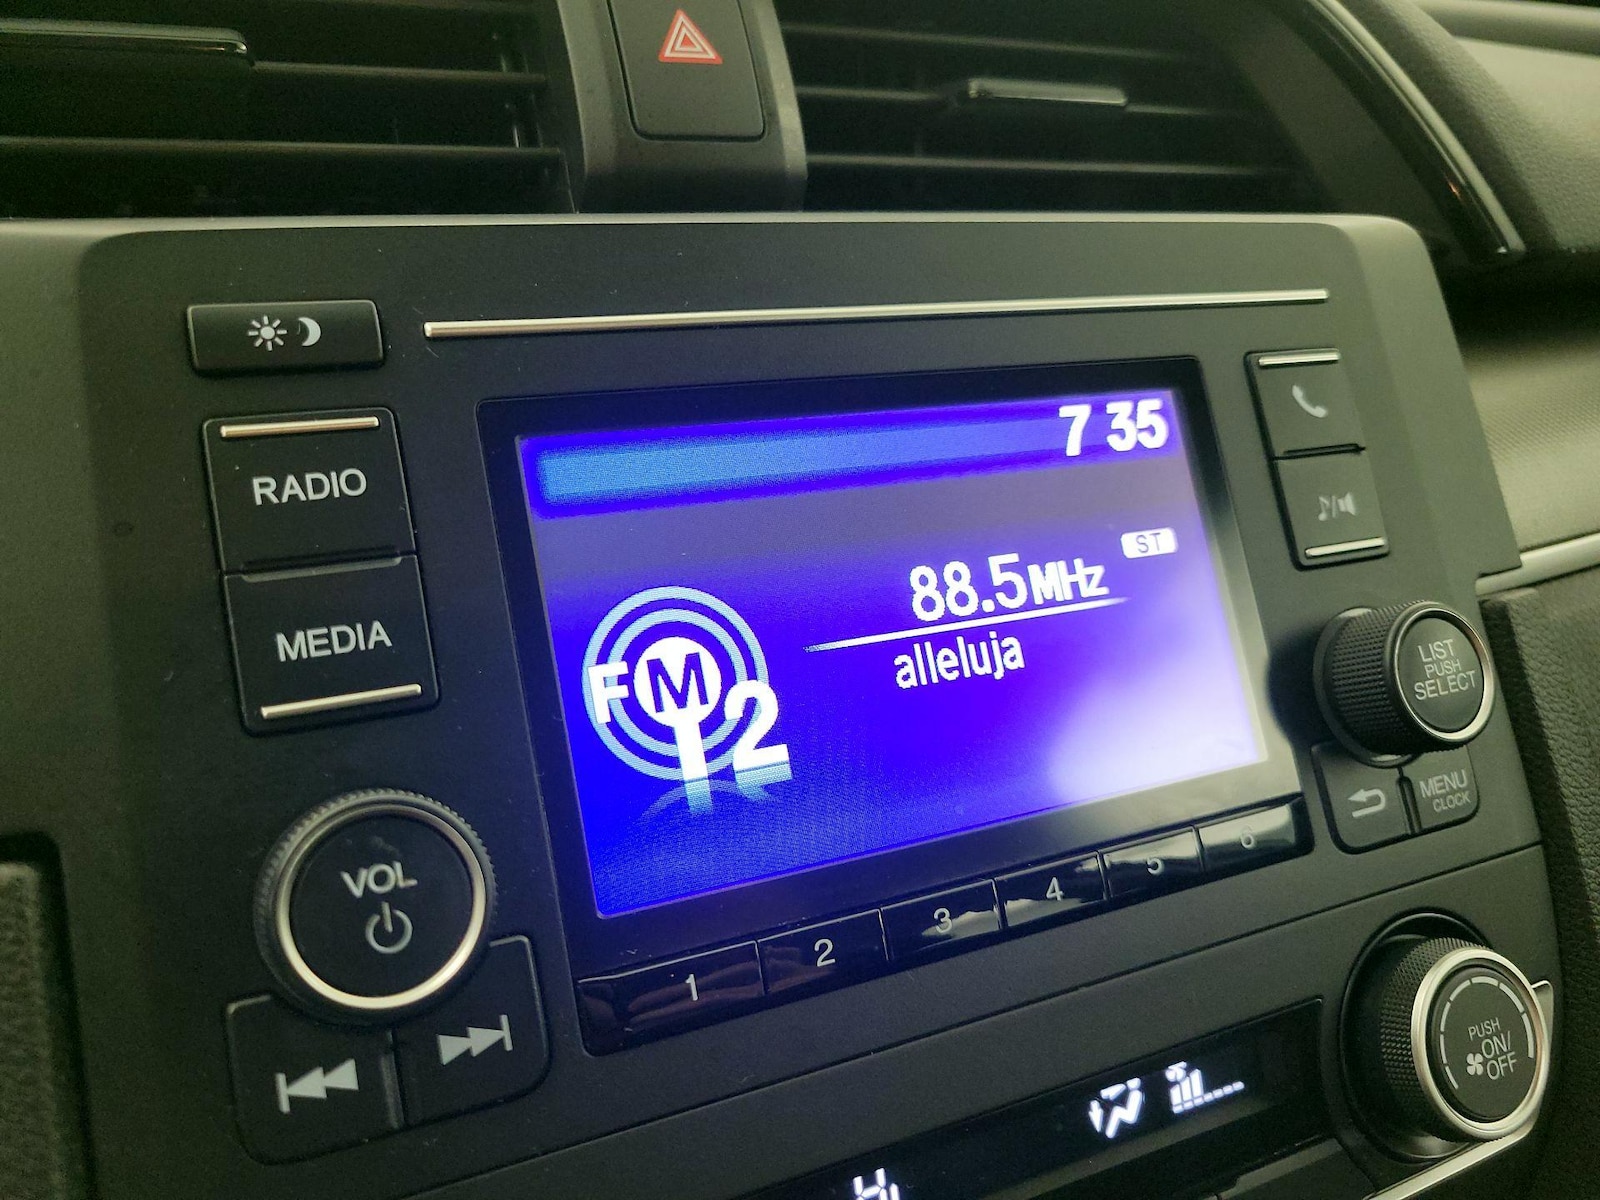 7 35
RADIO
ST
88.5MHz
MEDIA
alleluja
FM 2
LIST
PUSH
SELECT
MENU
CLOCK
VOL
1 2 3 4 5 6
PUSH
ON/
OFF